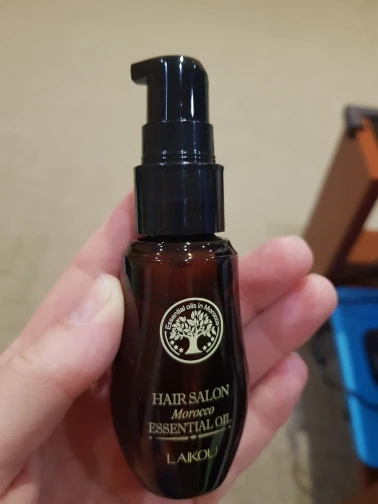 Essential oils in Morocco
HAIR SALON
Morocco
ESSENTIAL OIL
LAIKOU